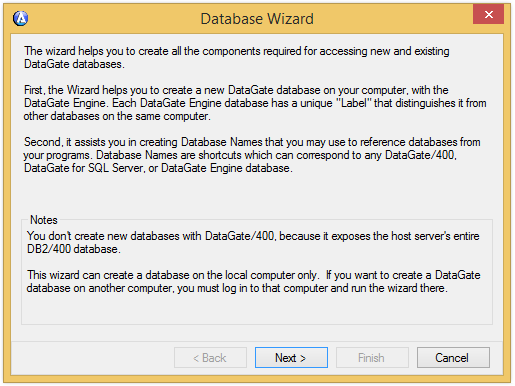 Database Wizard
The wizard helps you to create all the components required for accessing new and existing
DataGate databases.
First, the Wizard helps you to create a new DataGate database on your computer, with the
DataGate Engine. Each DataGate Engine database has a unique "Label" that distinguishes it from
other databases on the same computer.
Second, it assists you in creating Database Names that you may use to reference databases from
your programs. Database Names are shortcuts which can correspond to any DataGate/400,
DataGate for SQL Server, or DataGate Engine database.
Notes
You don't create new databases with DataGate/400, because it exposes the host server's entire
DB2/400 database.
This wizard can create a database on the local computer only. If you want to create a DataGate
database on another computer, you must log in to that computer and run the wizard there.
< Back
Next >
Finish
Cancel